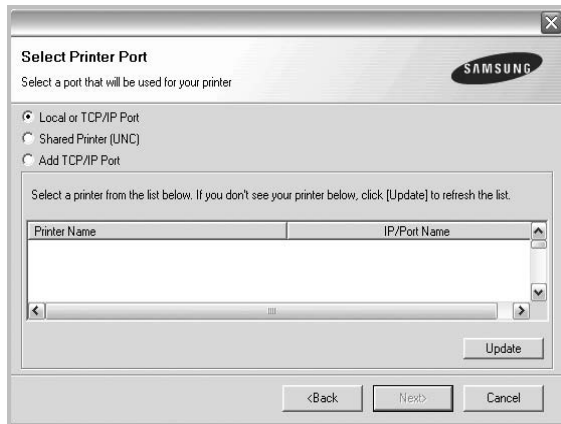 Select Printer Port
Select a port that will be used for your printer
SAMSUNG
Local or TCP/IP Port
Shared Printer (UNC)
Add TCP/IP Port
Select a printer from the list below. If you don't see your printer below, click [Update] to refresh the list.
Printer Name IP/Port Name
Update
<Back Next> Cancel